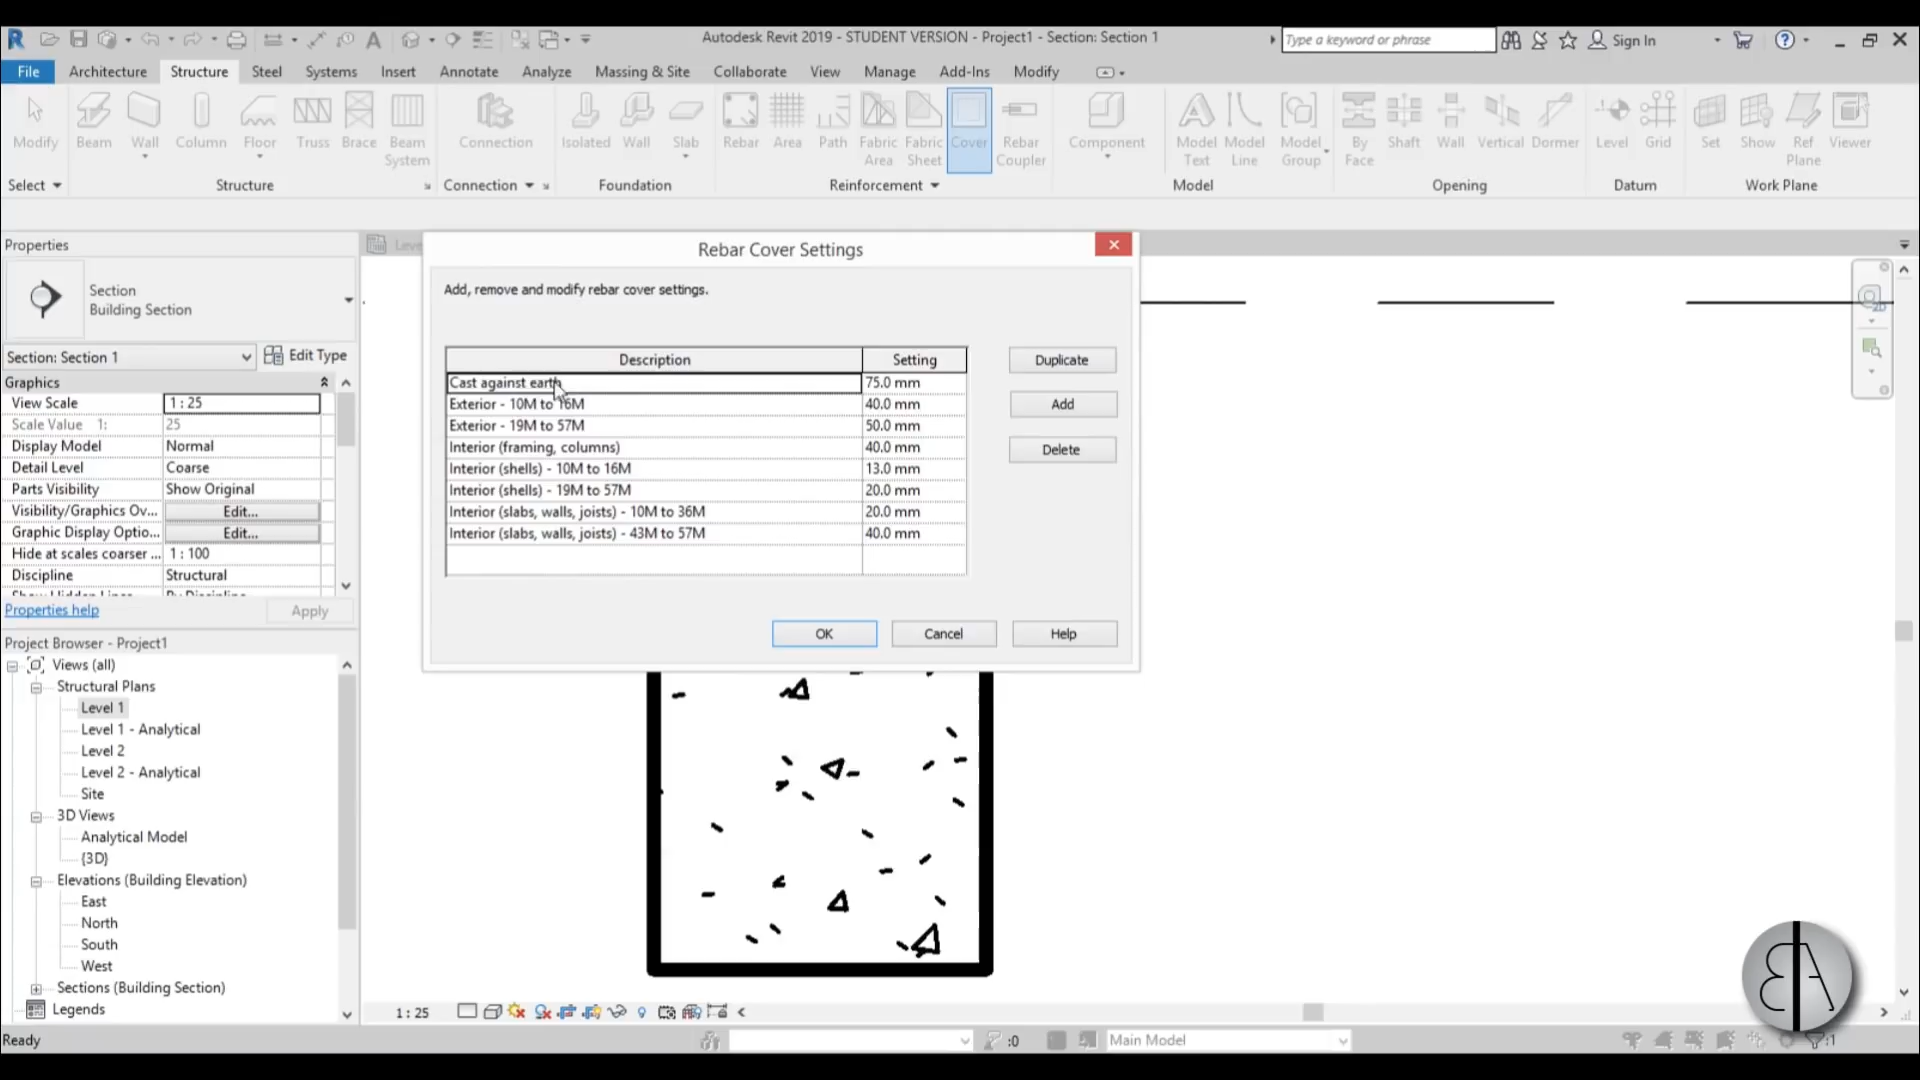 Autodesk Revit 2019 - STUDENT VERSION - Project1 - Section: Section 1
Type a keyword or phrase
Sign In
File Architecture Structure Steel Systems Insert Annotate Analyze Massing & Site Collaborate View Manage Add-Ins Modify
Modify Beam Wall Column Floor Truss Brace Beam System Connection Isolated Wall Slab Rebar Area Path Fabric Area Fabric Sheet Cover Rebar Coupler Component Model Text Model Line Model Group By Face Shaft Wall Vertical Dormer Level Grid Set Show Ref Plane Viewer
Select Structure Connection Foundation Reinforcement Model Opening Datum Work Plane
Properties
Section
Building Section
Section: Section 1 Edit Type
Graphics
View Scale 1 : 25
Scale Value 1: 25
Display Model Normal
Detail Level Coarse
Parts Visibility Show Original
Visibility/Graphics Ov... Edit...
Graphic Display Optio... Edit...
Hide at scales coarser ... 1 : 100
Discipline Structural
Properties help Apply
Project Browser - Project1
Views (all)
Structural Plans
Level 1
Level 1 - Analytical
Level 2
Level 2 - Analytical
Site
3D Views
Analytical Model
{3D}
Elevations (Building Elevation)
East
North
South
West
Sections (Building Section)
Legends
Rebar Cover Settings
Add, remove and modify rebar cover settings.
Description Setting
Cast against earth 75.0 mm
Exterior - 10M to 16M 40.0 mm
Exterior - 19M to 57M 50.0 mm
Interior (framing, columns) 40.0 mm
Interior (shells) - 10M to 16M 13.0 mm
Interior (shells) - 19M to 57M 20.0 mm
Interior (slabs, walls, joists) - 10M to 36M 20.0 mm
Interior (slabs, walls, joists) - 43M to 57M 40.0 mm
Duplicate
Add
Delete
OK Cancel Help
1 : 25
Ready
:0
Main Model
:1